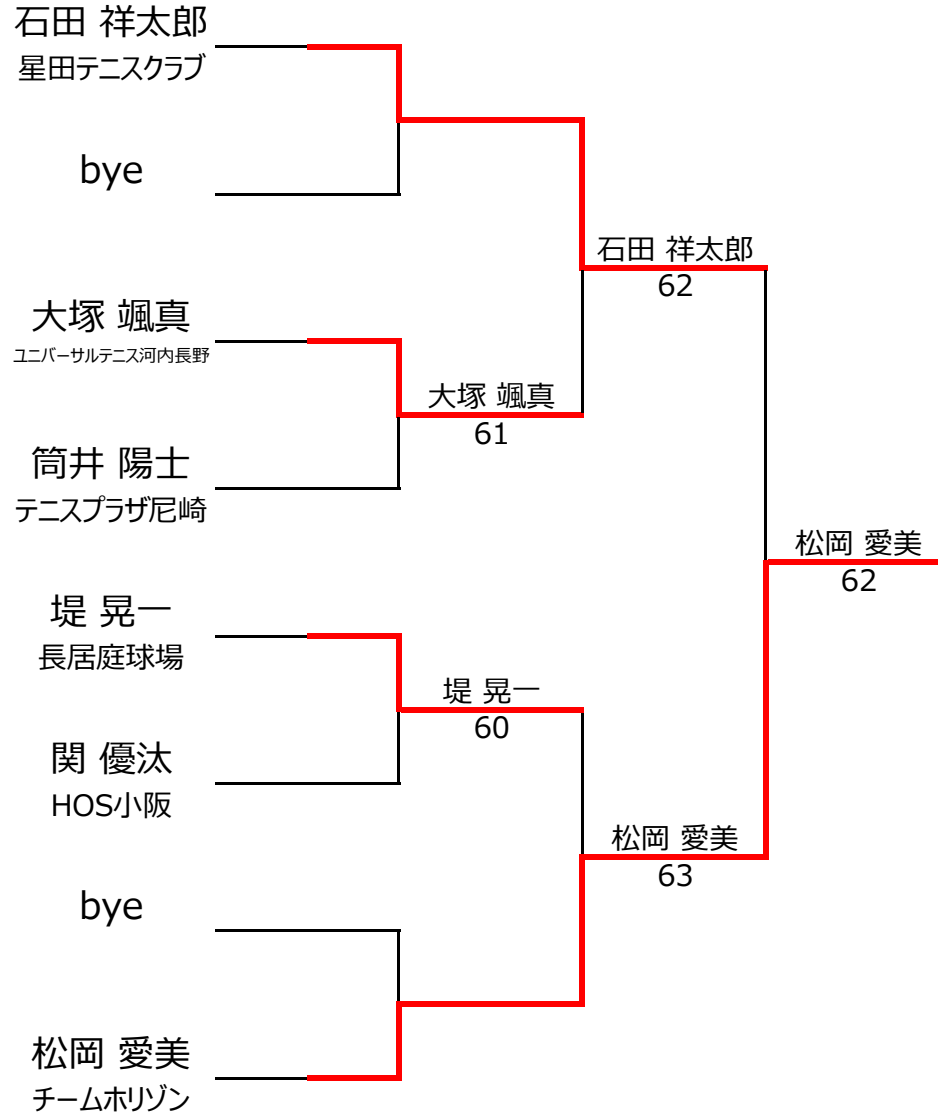 石田 祥太郎
星田テニスクラブ
bye
石田 祥太郎
62
大塚 颯真
ユニバーサルテニス河内長野
大塚 颯真
61
筒井 陽士
テニスプラザ尼崎
松岡 愛美
62
堤 晃一
長居庭球場
堤 晃一
60
関 優汰
HOS小阪
松岡 愛美
63
bye
松岡 愛美
チームホリゾン